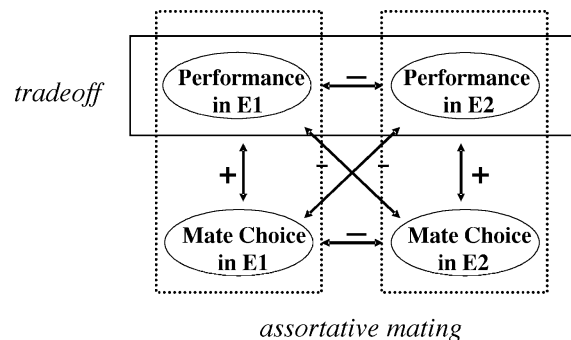 Performance
in E1
–
Performance
in E2
tradeoff
+
-
-
+
Mate Choice
in E1
–
Mate Choice
in E2
assortative mating